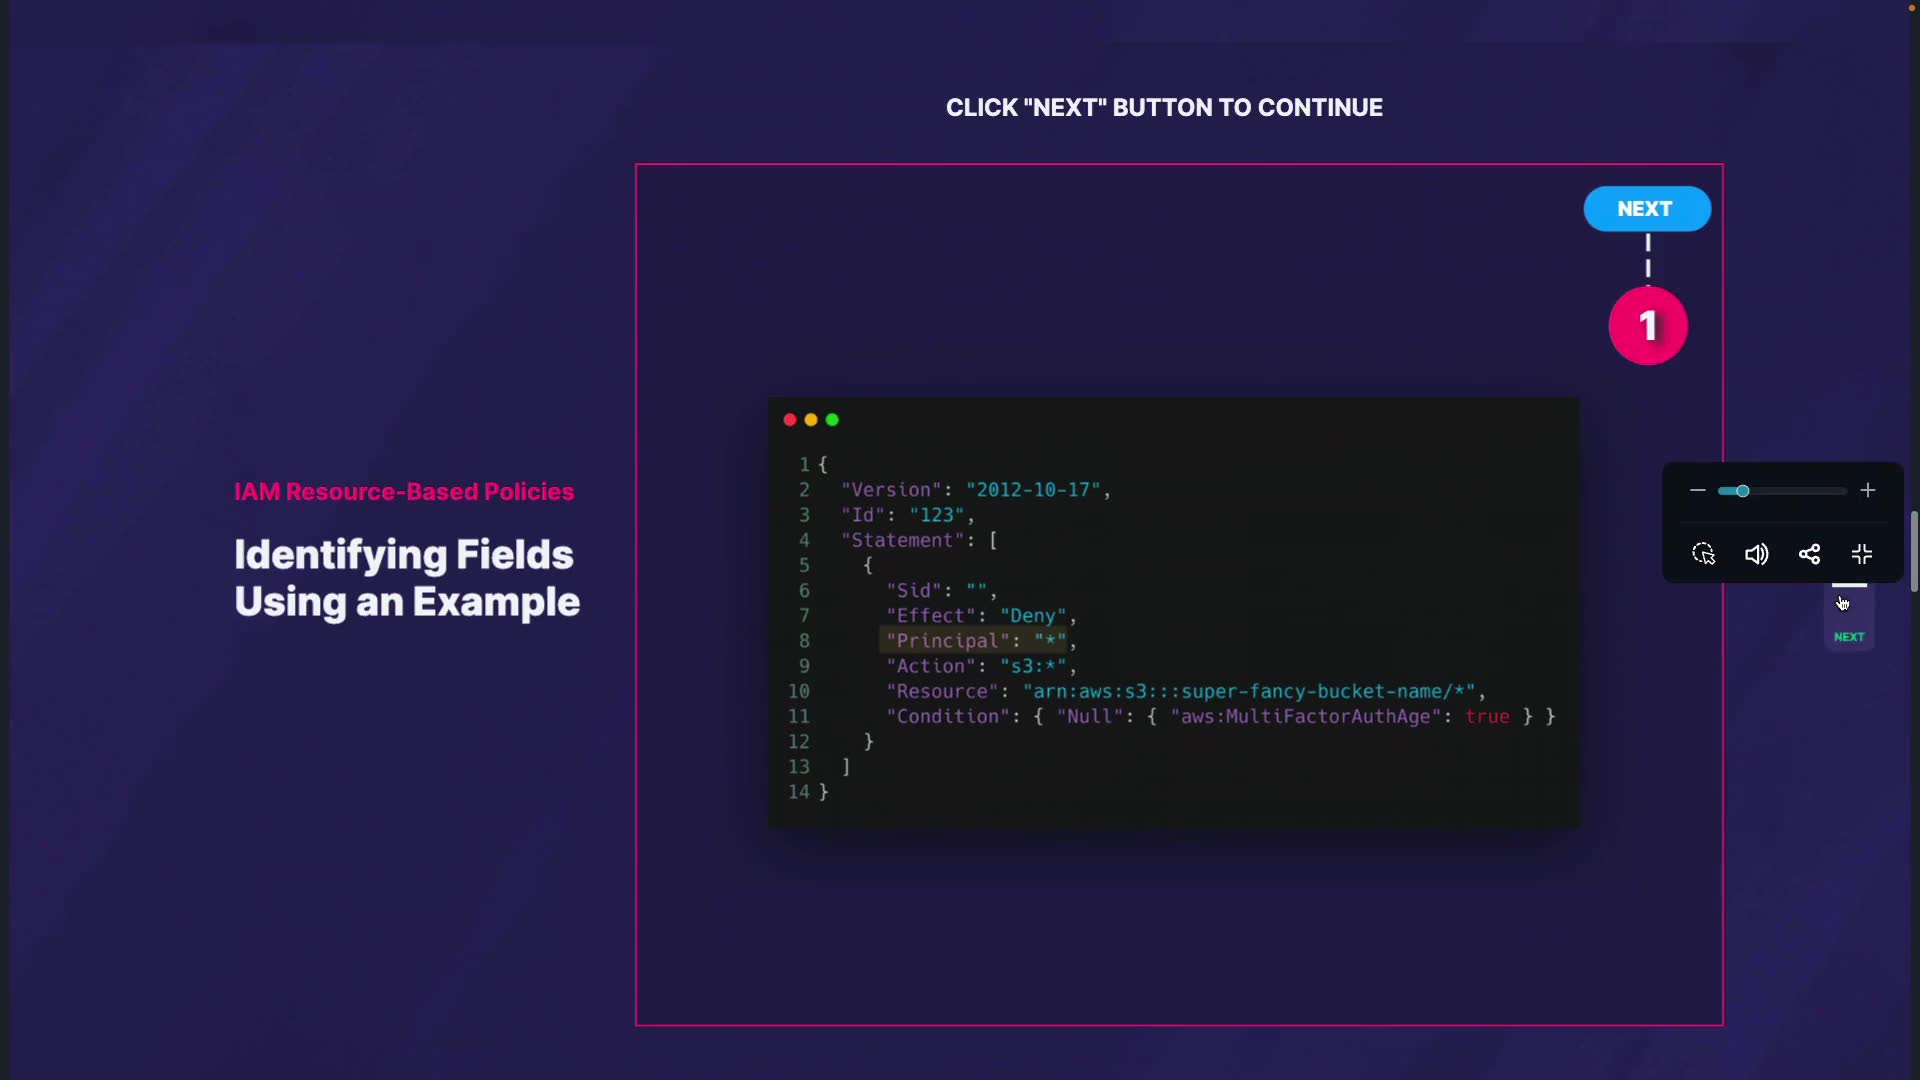 CLICK "NEXT" BUTTON TO CONTINUE
NEXT
1
IAM Resource-Based Policies
Identifying Fields
Using an Example
1 {
2 "Version": "2012-10-17",
3 "Id": "123",
4 "Statement": [
5 {
6 "Sid": "",
7 "Effect": "Deny",
8 "Principal": "*",
9 "Action": "s3:*",
10 "Resource": "arn:aws:s3:::super-fancy-bucket-name/*",
11 "Condition": { "Null": { "aws:MultiFactorAuthAge": true } }
12 }
13 ]
14 }
NEXT